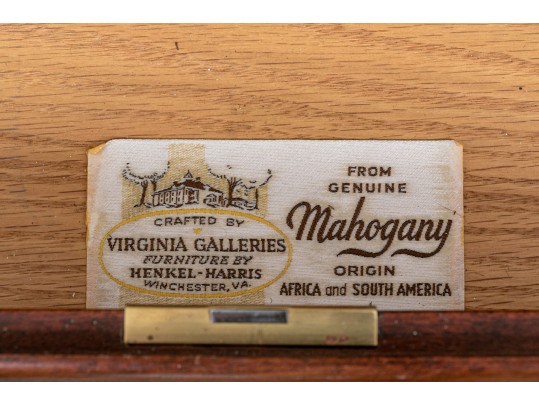 CRAFTED BY
VIRGINIA GALLERIES
FURNITURE BY
HENKEL-HARRIS
WINCHESTER, VA.
FROM
GENUINE
Mahogany
ORIGIN
AFRICA and SOUTH AMERICA